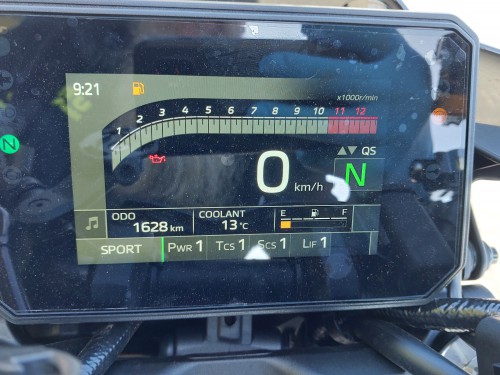 9:21
x1000r/min
1 2 3 4 5 6 7 8 9 10 11 12
QS
0 km/h
N
N
ODO
1628 km
COOLANT
13 °C
E F
SPORT PWR 1 TCS 1 SCS 1 LIF 1